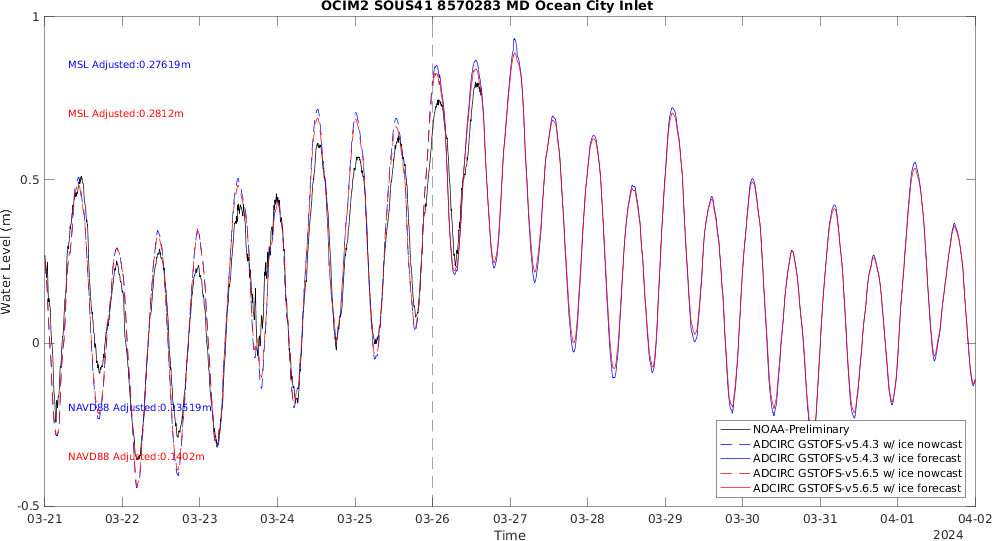 OCIM2 SOUS41 8570283 MD Ocean City Inlet
1
MSL Adjusted:0.27619m
MSL Adjusted:0.2812m
0.5
Water Level (m)
0
NAVD88 Adjusted:0.13519m
NAVD88 Adjusted:0.1402m
-0.5
NOAA-Preliminary
ADCIRC GSTOFS-v5.4.3 w/ ice nowcast
ADCIRC GSTOFS-v5.4.3 w/ ice forecast
ADCIRC GSTOFS-v5.6.5 w/ ice nowcast
ADCIRC GSTOFS-v5.6.5 w/ ice forecast
03-21 03-22 03-23 03-24 03-25 03-26 03-27 03-28 03-29 03-30 03-31 04-01 04-02
Time
2024